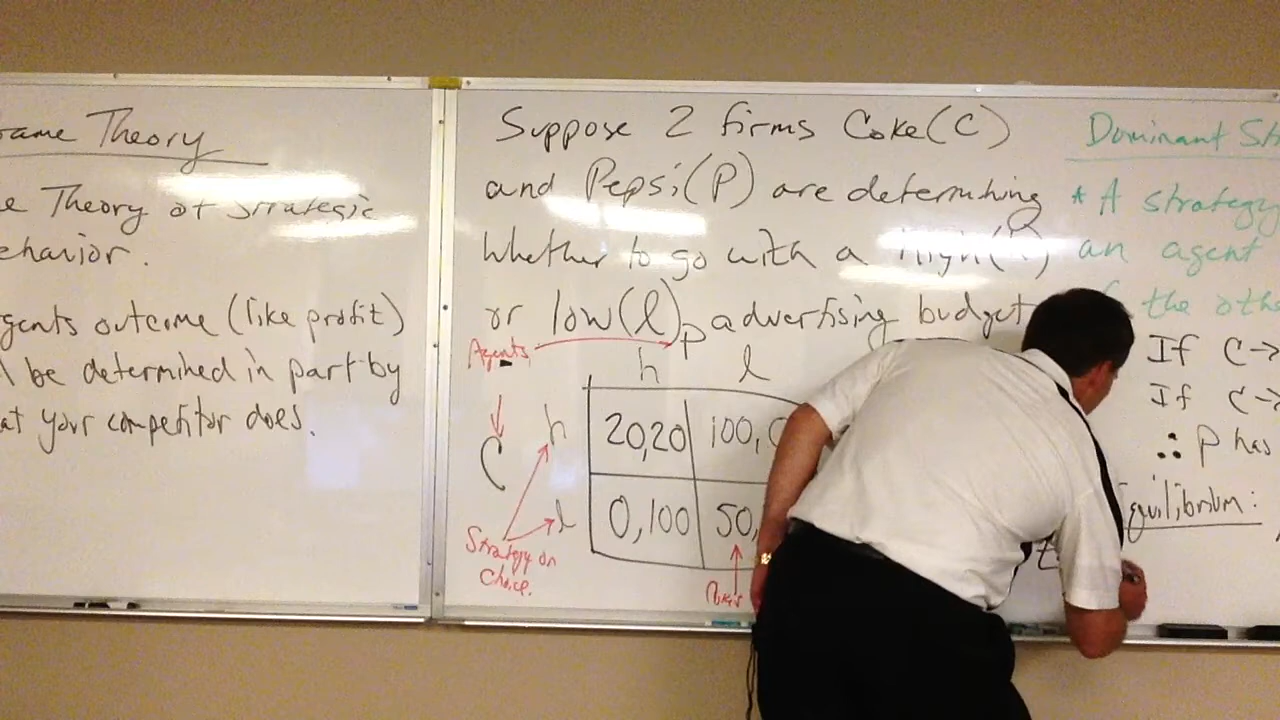 ame Theory
e Theory of Strategic
ehavior.
gents outcome (like profit)
l be determined in part by
at your competitor does.
Suppose 2 firms Coke(C)
and Pepsi(P) are determining
whether to go with a High(h)
or low(l) advertising budget
Agents
P
h l
C
h 20,20 100,0
l 0,100 50,
Strategy or
Choice.
Dominant St
* A strategy
an agent
the othe
If C→
If C→
∴ P has
Equilibrium: